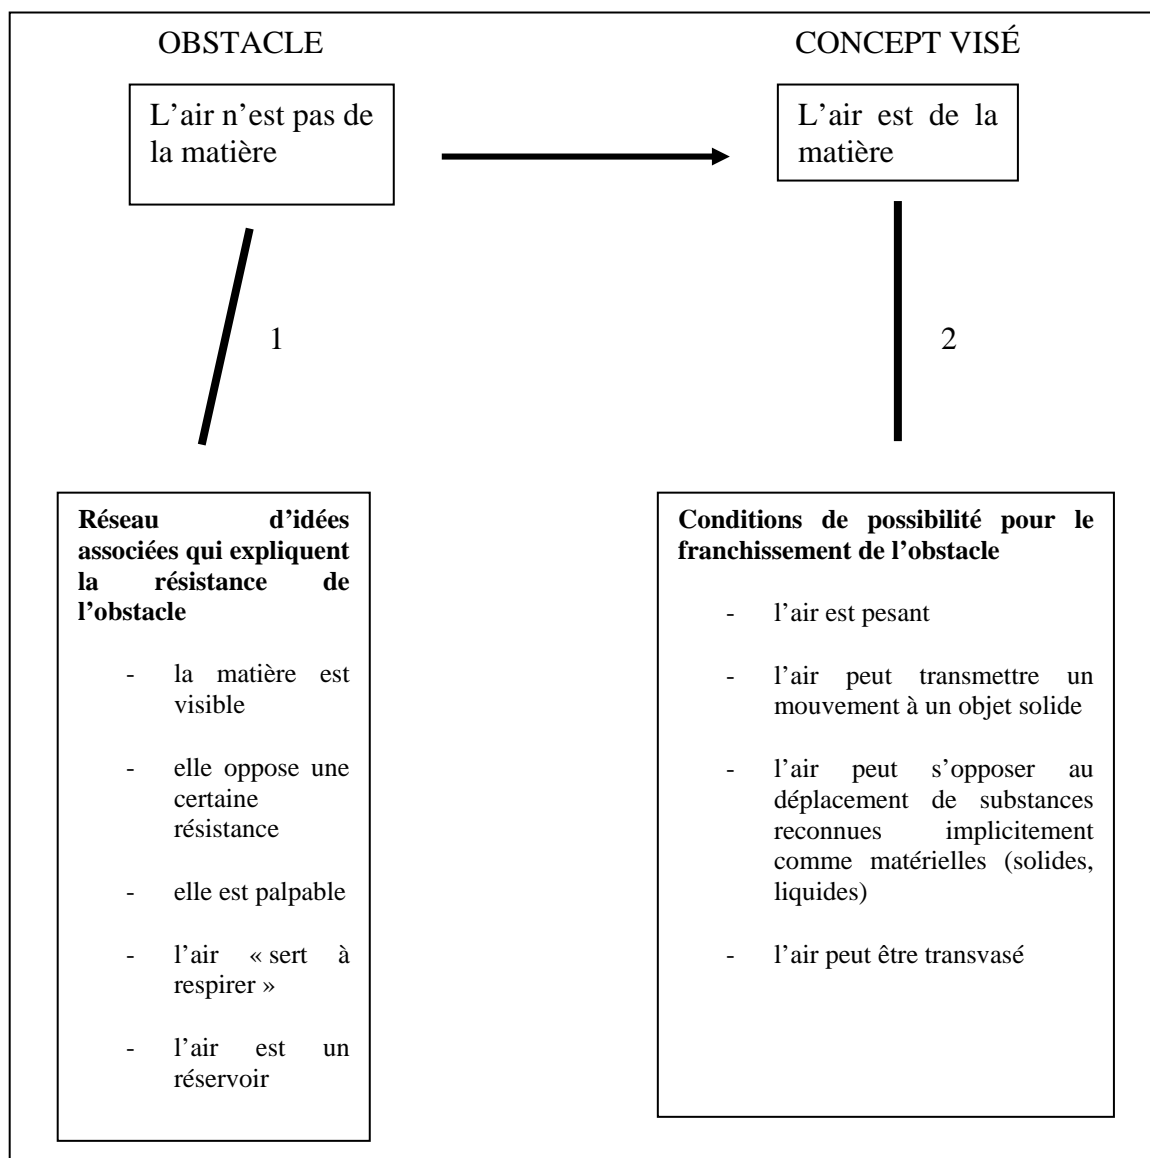 OBSTACLE
CONCEPT VISÉ
L’air n’est pas de
la matière
L’air est de la
matière
1
2
Réseau d’idées
associées qui expliquent
la résistance de
l’obstacle
- la matière est
visible
- elle oppose une
certaine
résistance
- elle est palpable
- l’air « sert à
respirer »
- l’air est un
réservoir
Conditions de possibilité pour le
franchissement de l’obstacle
- l’air est pesant
- l’air peut transmettre un
mouvement à un objet solide
- l’air peut s’opposer au
déplacement de substances
reconnues implicitement
comme matérielles (solides,
liquides)
- l’air peut être transvasé